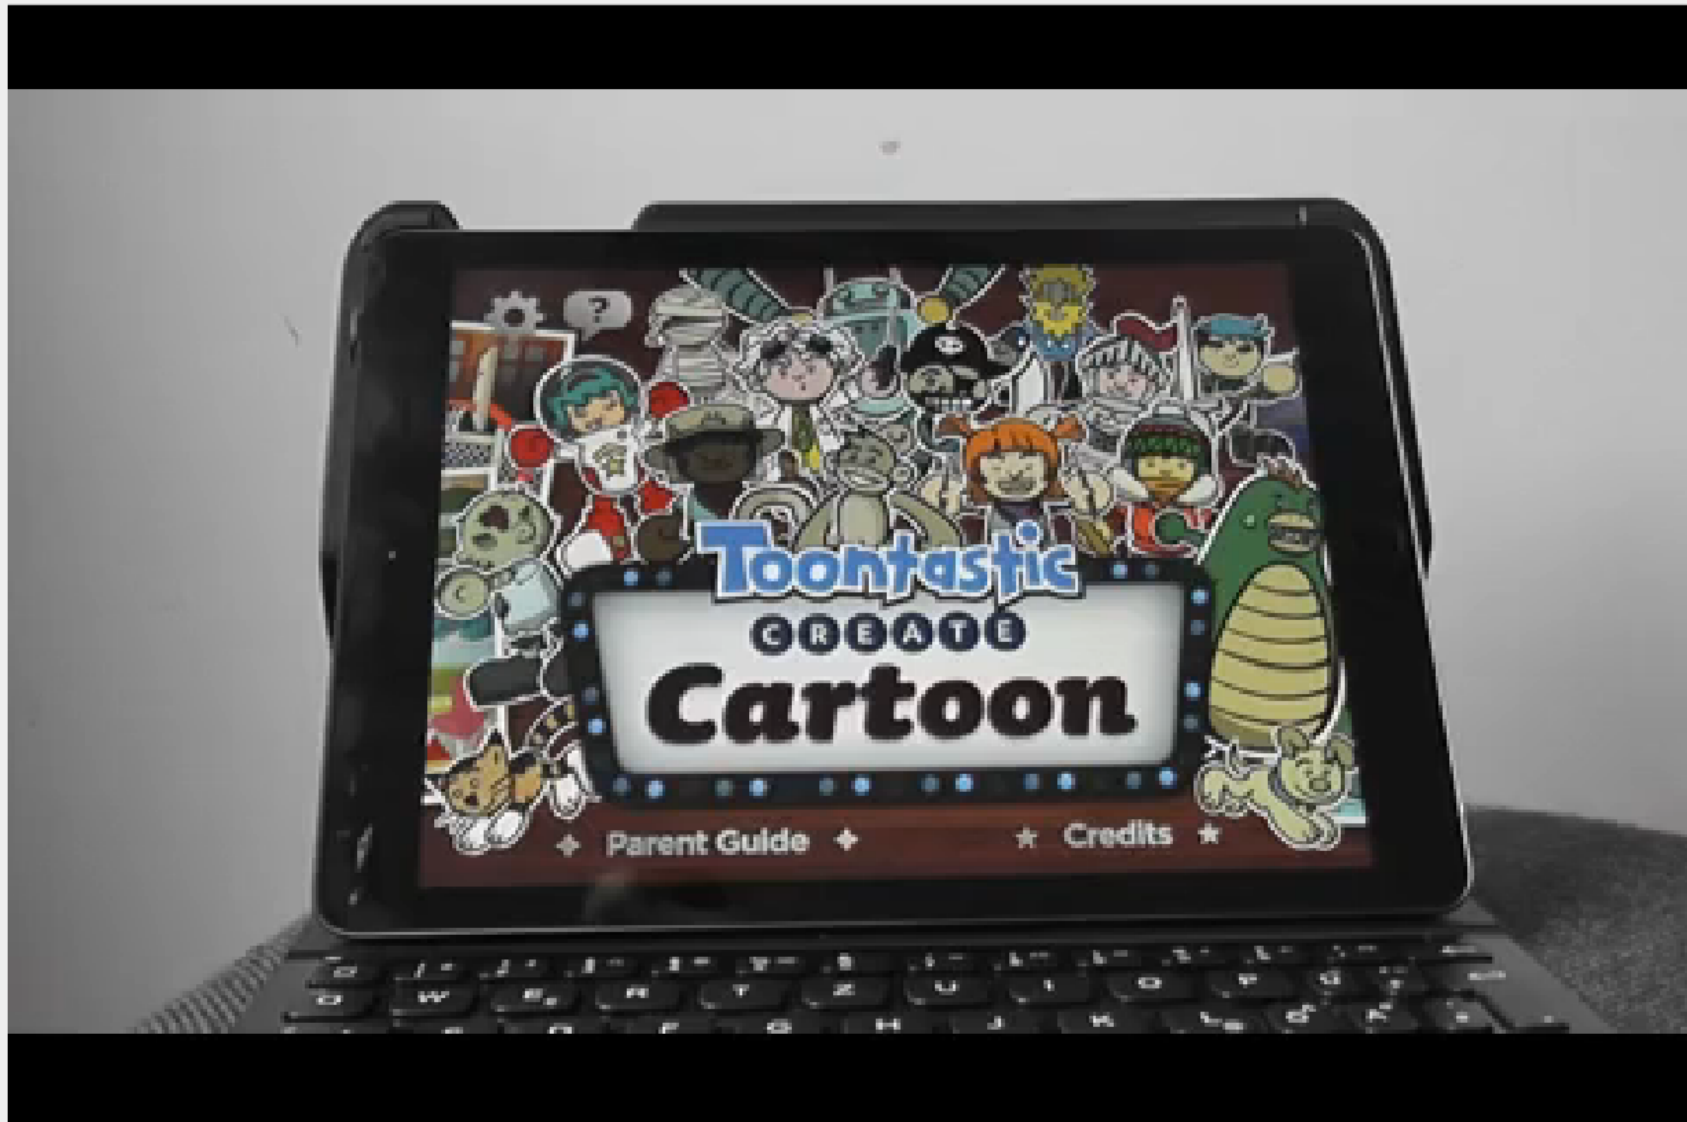 ?
Toontastic
CREATE
Cartoon
Parent Guide
Credits
Q W E R T Z U I O P Ü
F G H J K L Ö